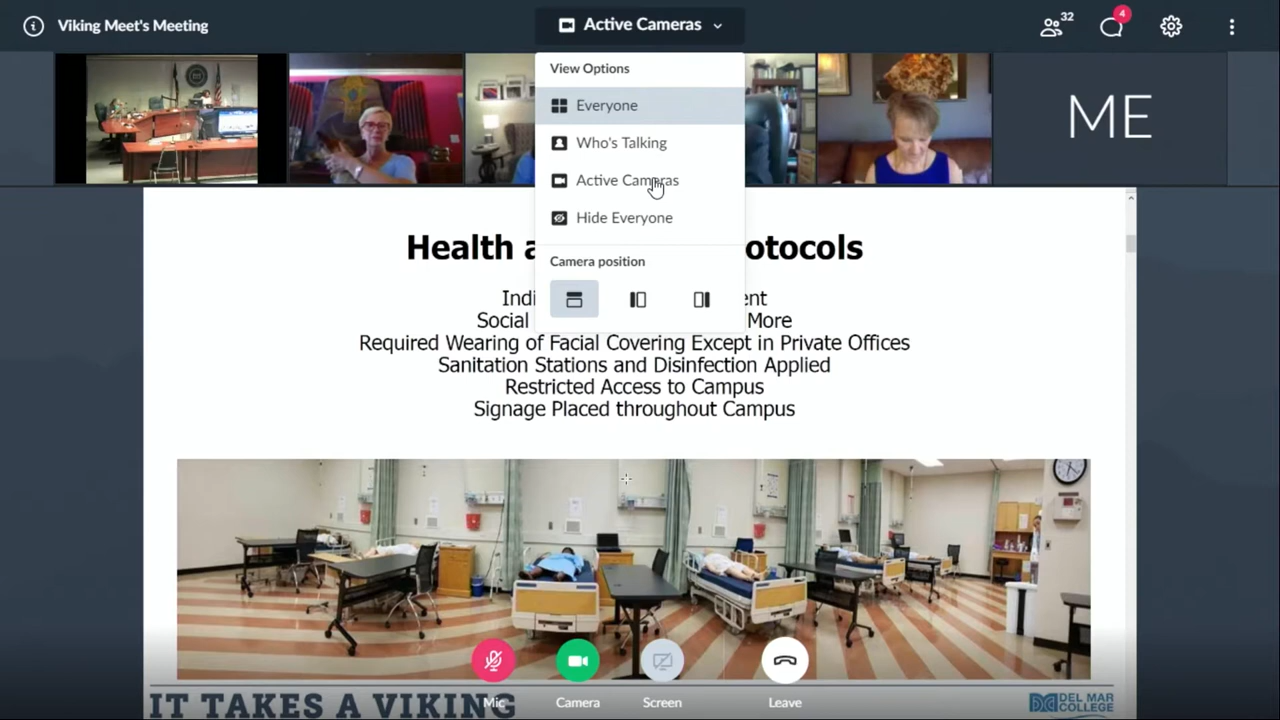 Viking Meet's Meeting
Active Cameras
32
4
View Options
Everyone
Who's Talking
Active Cameras
Hide Everyone
Camera position
ME
Health a otocols
Indi ent
Social More
Required Wearing of Facial Covering Except in Private Offices
Sanitation Stations and Disinfection Applied
Restricted Access to Campus
Signage Placed throughout Campus
IT TAKES A VIKING
DEL MAR
COLLEGE
Mic
Camera
Screen
Leave